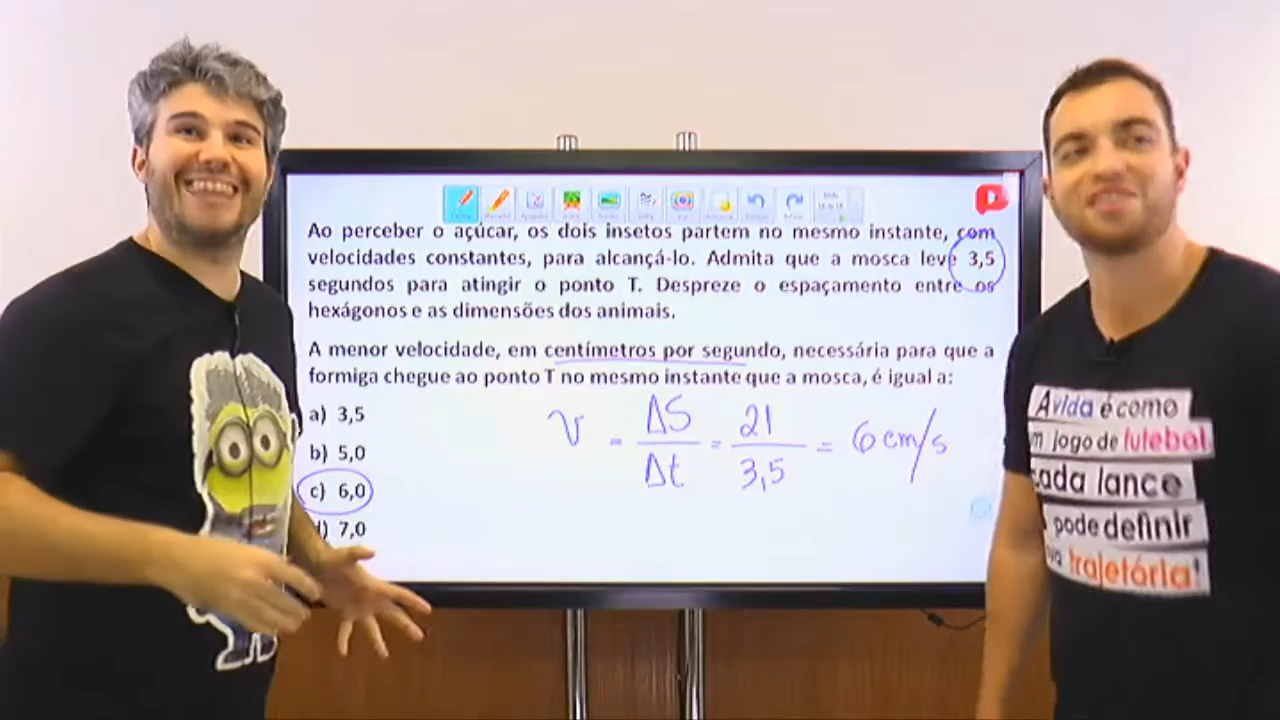 Ao perceber o açúcar, os dois insetos partem no mesmo instante, com
velocidades constantes, para alcançá-lo. Admita que a mosca leve 3,5
segundos para atingir o ponto T. Despreze o espaçamento entre os
hexágonos e as dimensões dos animais.
A menor velocidade, em centímetros por segundo, necessária para que a
formiga chegue ao ponto T no mesmo instante que a mosca, é igual a:
a) 3,5
b) 5,0
c) 6,0
d) 7,0
v = ΔS / Δt = 21 / 3,5 = 6 cm/s
A vida é como
um jogo de futebol
cada lance
pode definir
trajetória!